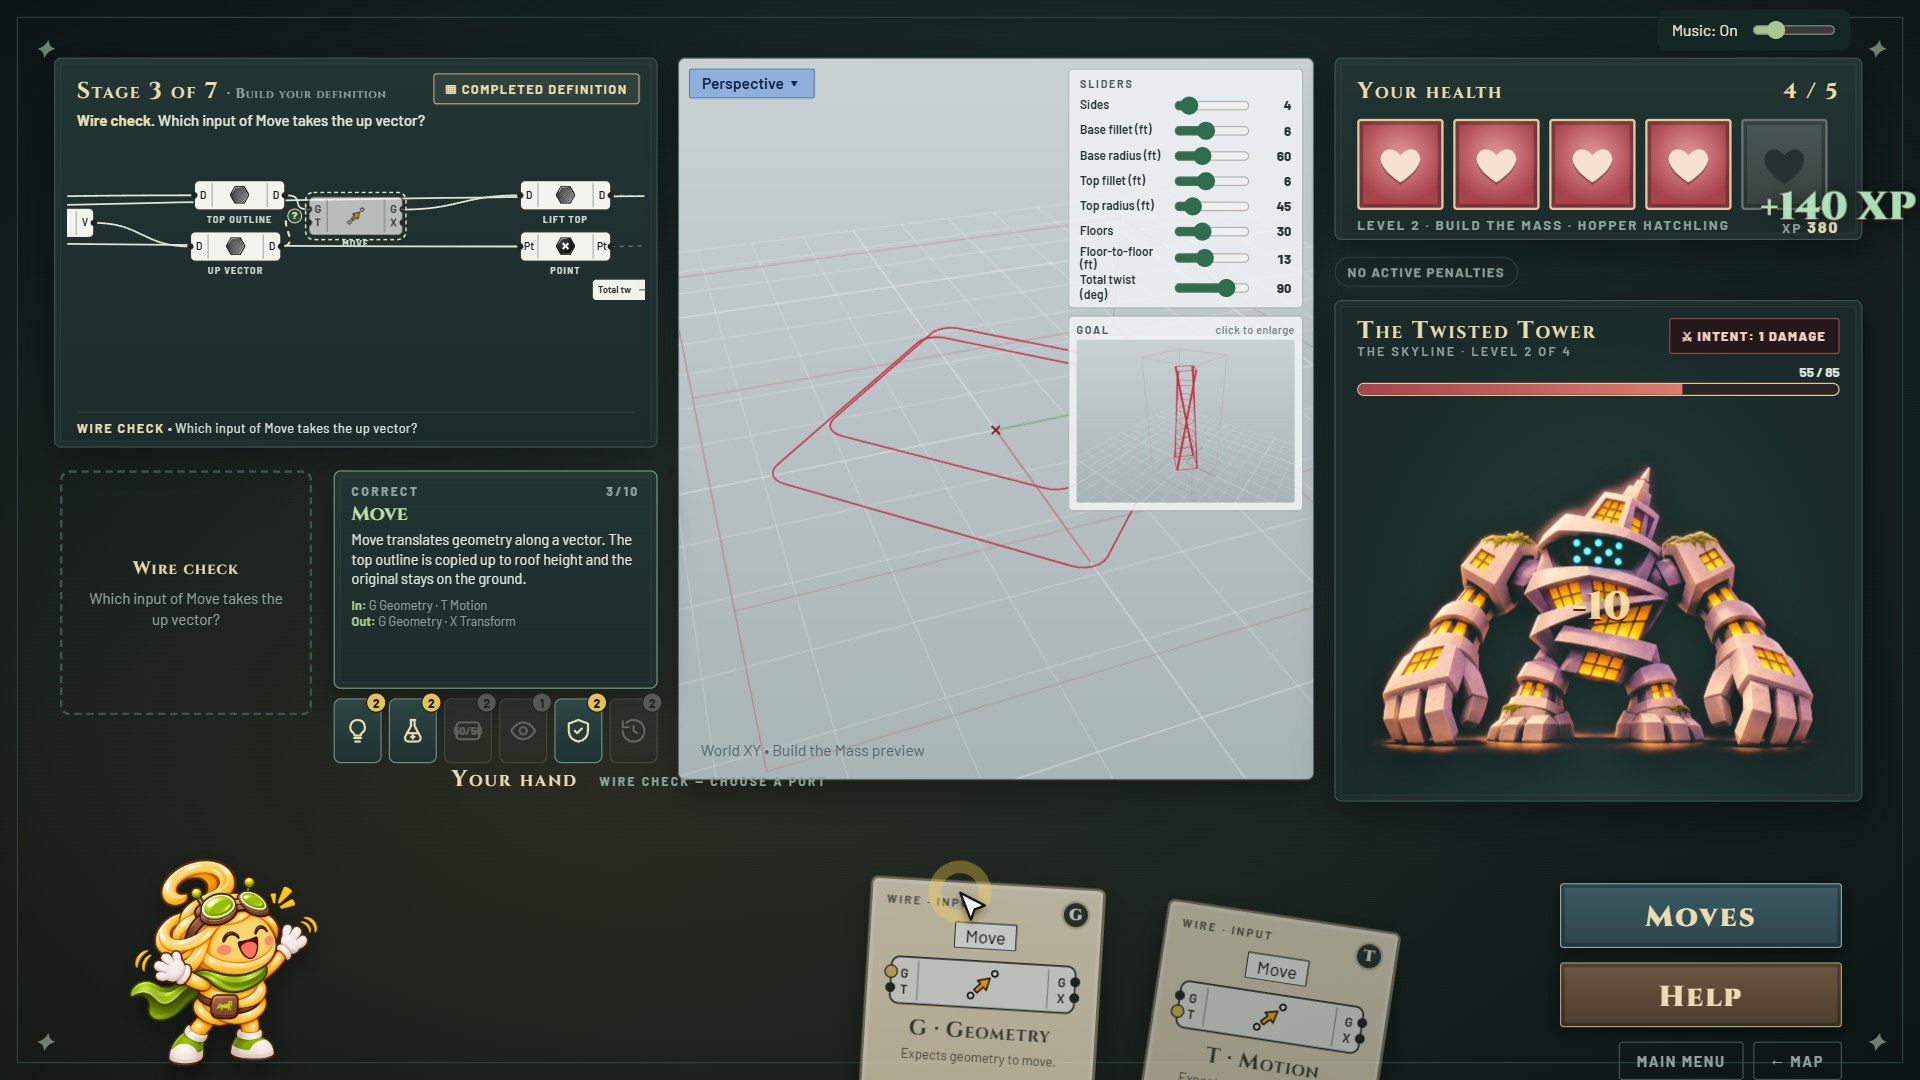 Music: On
Stage 3 of 7 · Build your definition
COMPLETED DEFINITION
Wire check. Which input of Move takes the up vector?
D D
TOP OUTLINE
V
D D
UP VECTOR
?
G G
T X
MOVE
D D
LIFT TOP
Pt Pt
POINT
Total tw
WIRE CHECK • Which input of Move takes the up vector?
Wire check
Which input of Move takes the
up vector?
CORRECT 3/10
Move
Move translates geometry along a vector. The
top outline is copied up to roof height and the
original stays on the ground.
In: G Geometry · T Motion
Out: G Geometry · X Transform
2 2 2 1 2 2
50/50
Your hand WIRE CHECK — CHOOSE A PORT
Perspective ▾
SLIDERS
Sides 4
Base fillet (ft) 6
Base radius (ft) 60
Top fillet (ft) 6
Top radius (ft) 45
Floors 30
Floor-to-floor
(ft) 13
Total twist
(deg) 90
GOAL click to enlarge
World XY • Build the Mass preview
Your health 4 / 5
+140 XP
LEVEL 2 · BUILD THE MASS · HOPPER HATCHLING
XP 380
NO ACTIVE PENALTIES
The Twisted Tower
THE SKYLINE · LEVEL 2 OF 4
INTENT: 1 DAMAGE
55 / 85
-10
WIRE · INPUT G
Move
G G
T X
G · Geometry
Expects geometry to move.
WIRE · INPUT T
Move
G G
T X
T · Motion
Moves
Help
MAIN MENU
← MAP